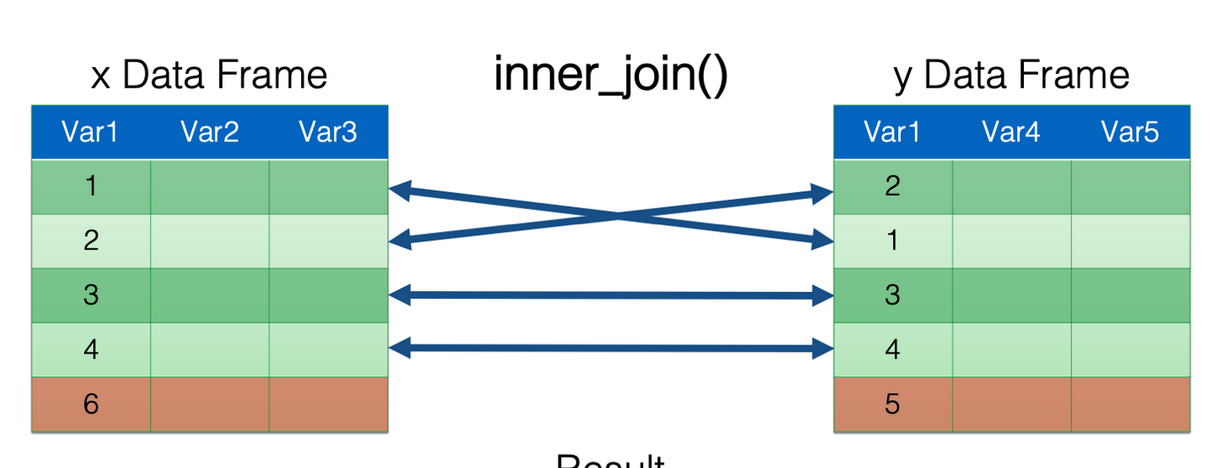 x Data Frame inner_join() y Data Frame
Var1 Var2 Var3 Var1 Var4 Var5
1 2
2 1
3 3
4 4
6 5
Result